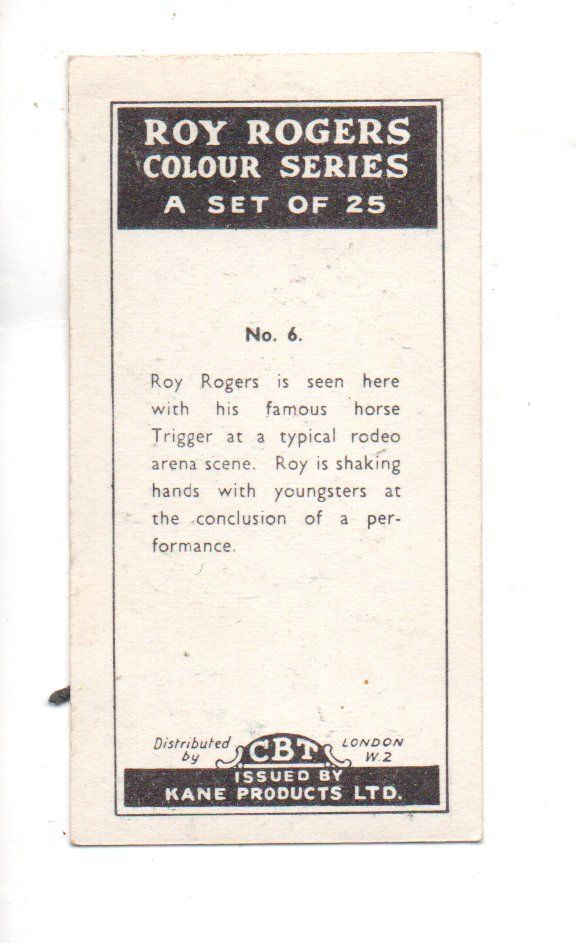 ROY ROGERS
COLOUR SERIES
A SET OF 25
No. 6.
Roy Rogers is seen here
with his famous horse
Trigger at a typical rodeo
arena scene. Roy is shaking
hands with youngsters at
the conclusion of a per-
formance.
Distributed by CBT LONDON W.2
ISSUED BY
KANE PRODUCTS LTD.